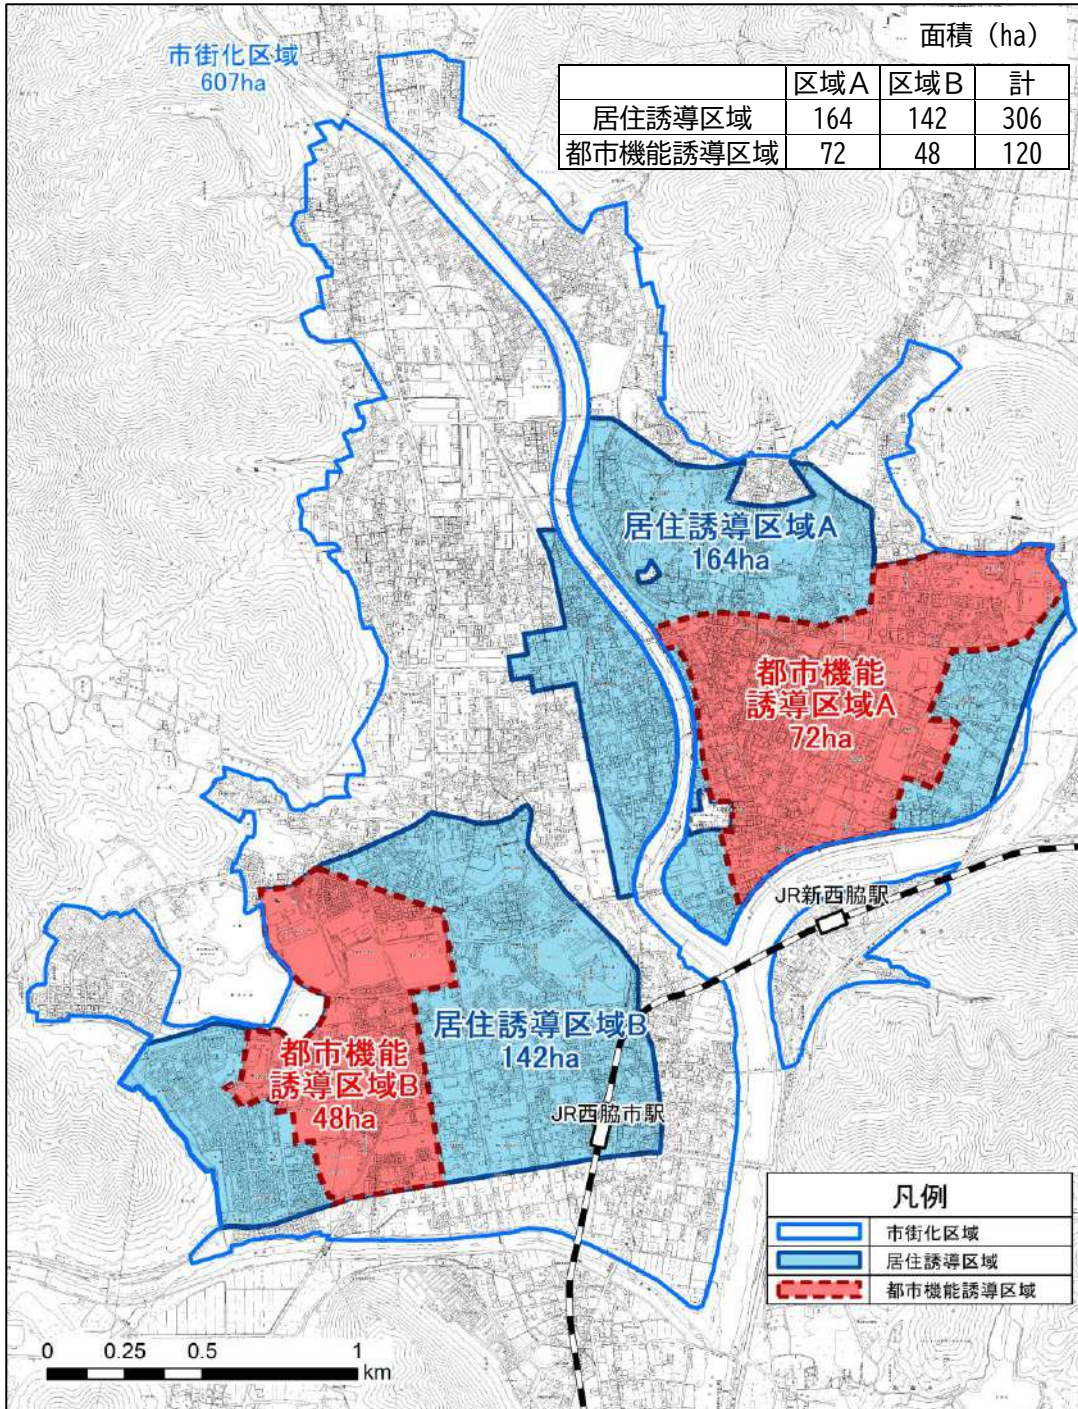 面積（ha）
区域A 区域B 計
居住誘導区域 164 142 306
都市機能誘導区域 72 48 120
市街化区域
607ha
居住誘導区域A
164ha
都市機能
誘導区域A
72ha
JR新西脇駅
居住誘導区域B
142ha
都市機能
誘導区域B
48ha
JR西脇市駅
凡例
市街化区域
居住誘導区域
都市機能誘導区域
0 0.25 0.5 1
km